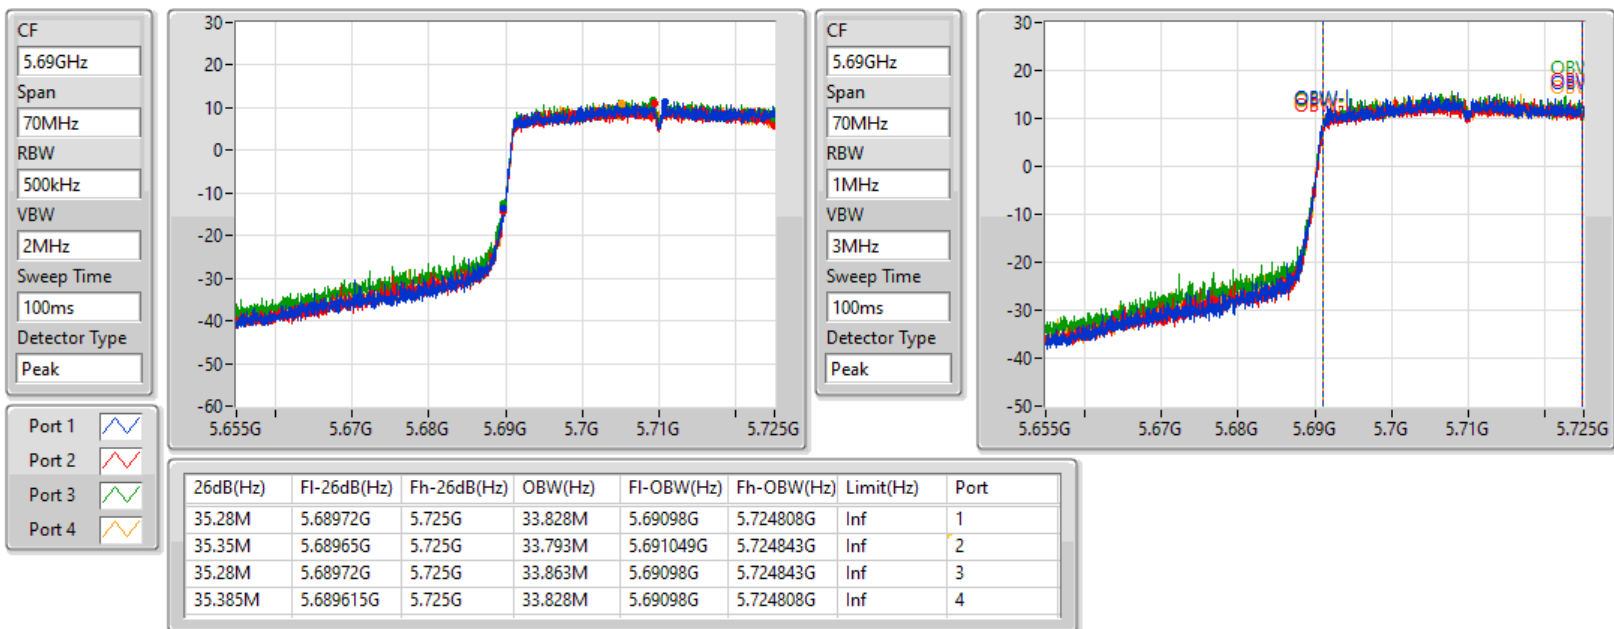 CF
5.69GHz
Span
70MHz
RBW
500kHz
VBW
2MHz
Sweep Time
100ms
Detector Type
Peak
Port 1
Port 2
Port 3
Port 4
30
20
10
0
-10
-20
-30
-40
-50
-60
5.655G 5.67G 5.68G 5.69G 5.7G 5.71G 5.725G
CF
5.69GHz
Span
70MHz
RBW
1MHz
VBW
3MHz
Sweep Time
100ms
Detector Type
Peak
30
20
10
0
-10
-20
-30
-40
-50
OBW-
OBV
OBV
5.655G 5.67G 5.68G 5.69G 5.7G 5.71G 5.725G
26dB(Hz) Fl-26dB(Hz) Fh-26dB(Hz) OBW(Hz) Fl-OBW(Hz) Fh-OBW(Hz) Limit(Hz) Port
35.28M 5.68972G 5.725G 33.828M 5.69098G 5.724808G Inf 1
35.35M 5.68965G 5.725G 33.793M 5.691049G 5.724843G Inf 2
35.28M 5.68972G 5.725G 33.863M 5.69098G 5.724843G Inf 3
35.385M 5.689615G 5.725G 33.828M 5.69098G 5.724808G Inf 4